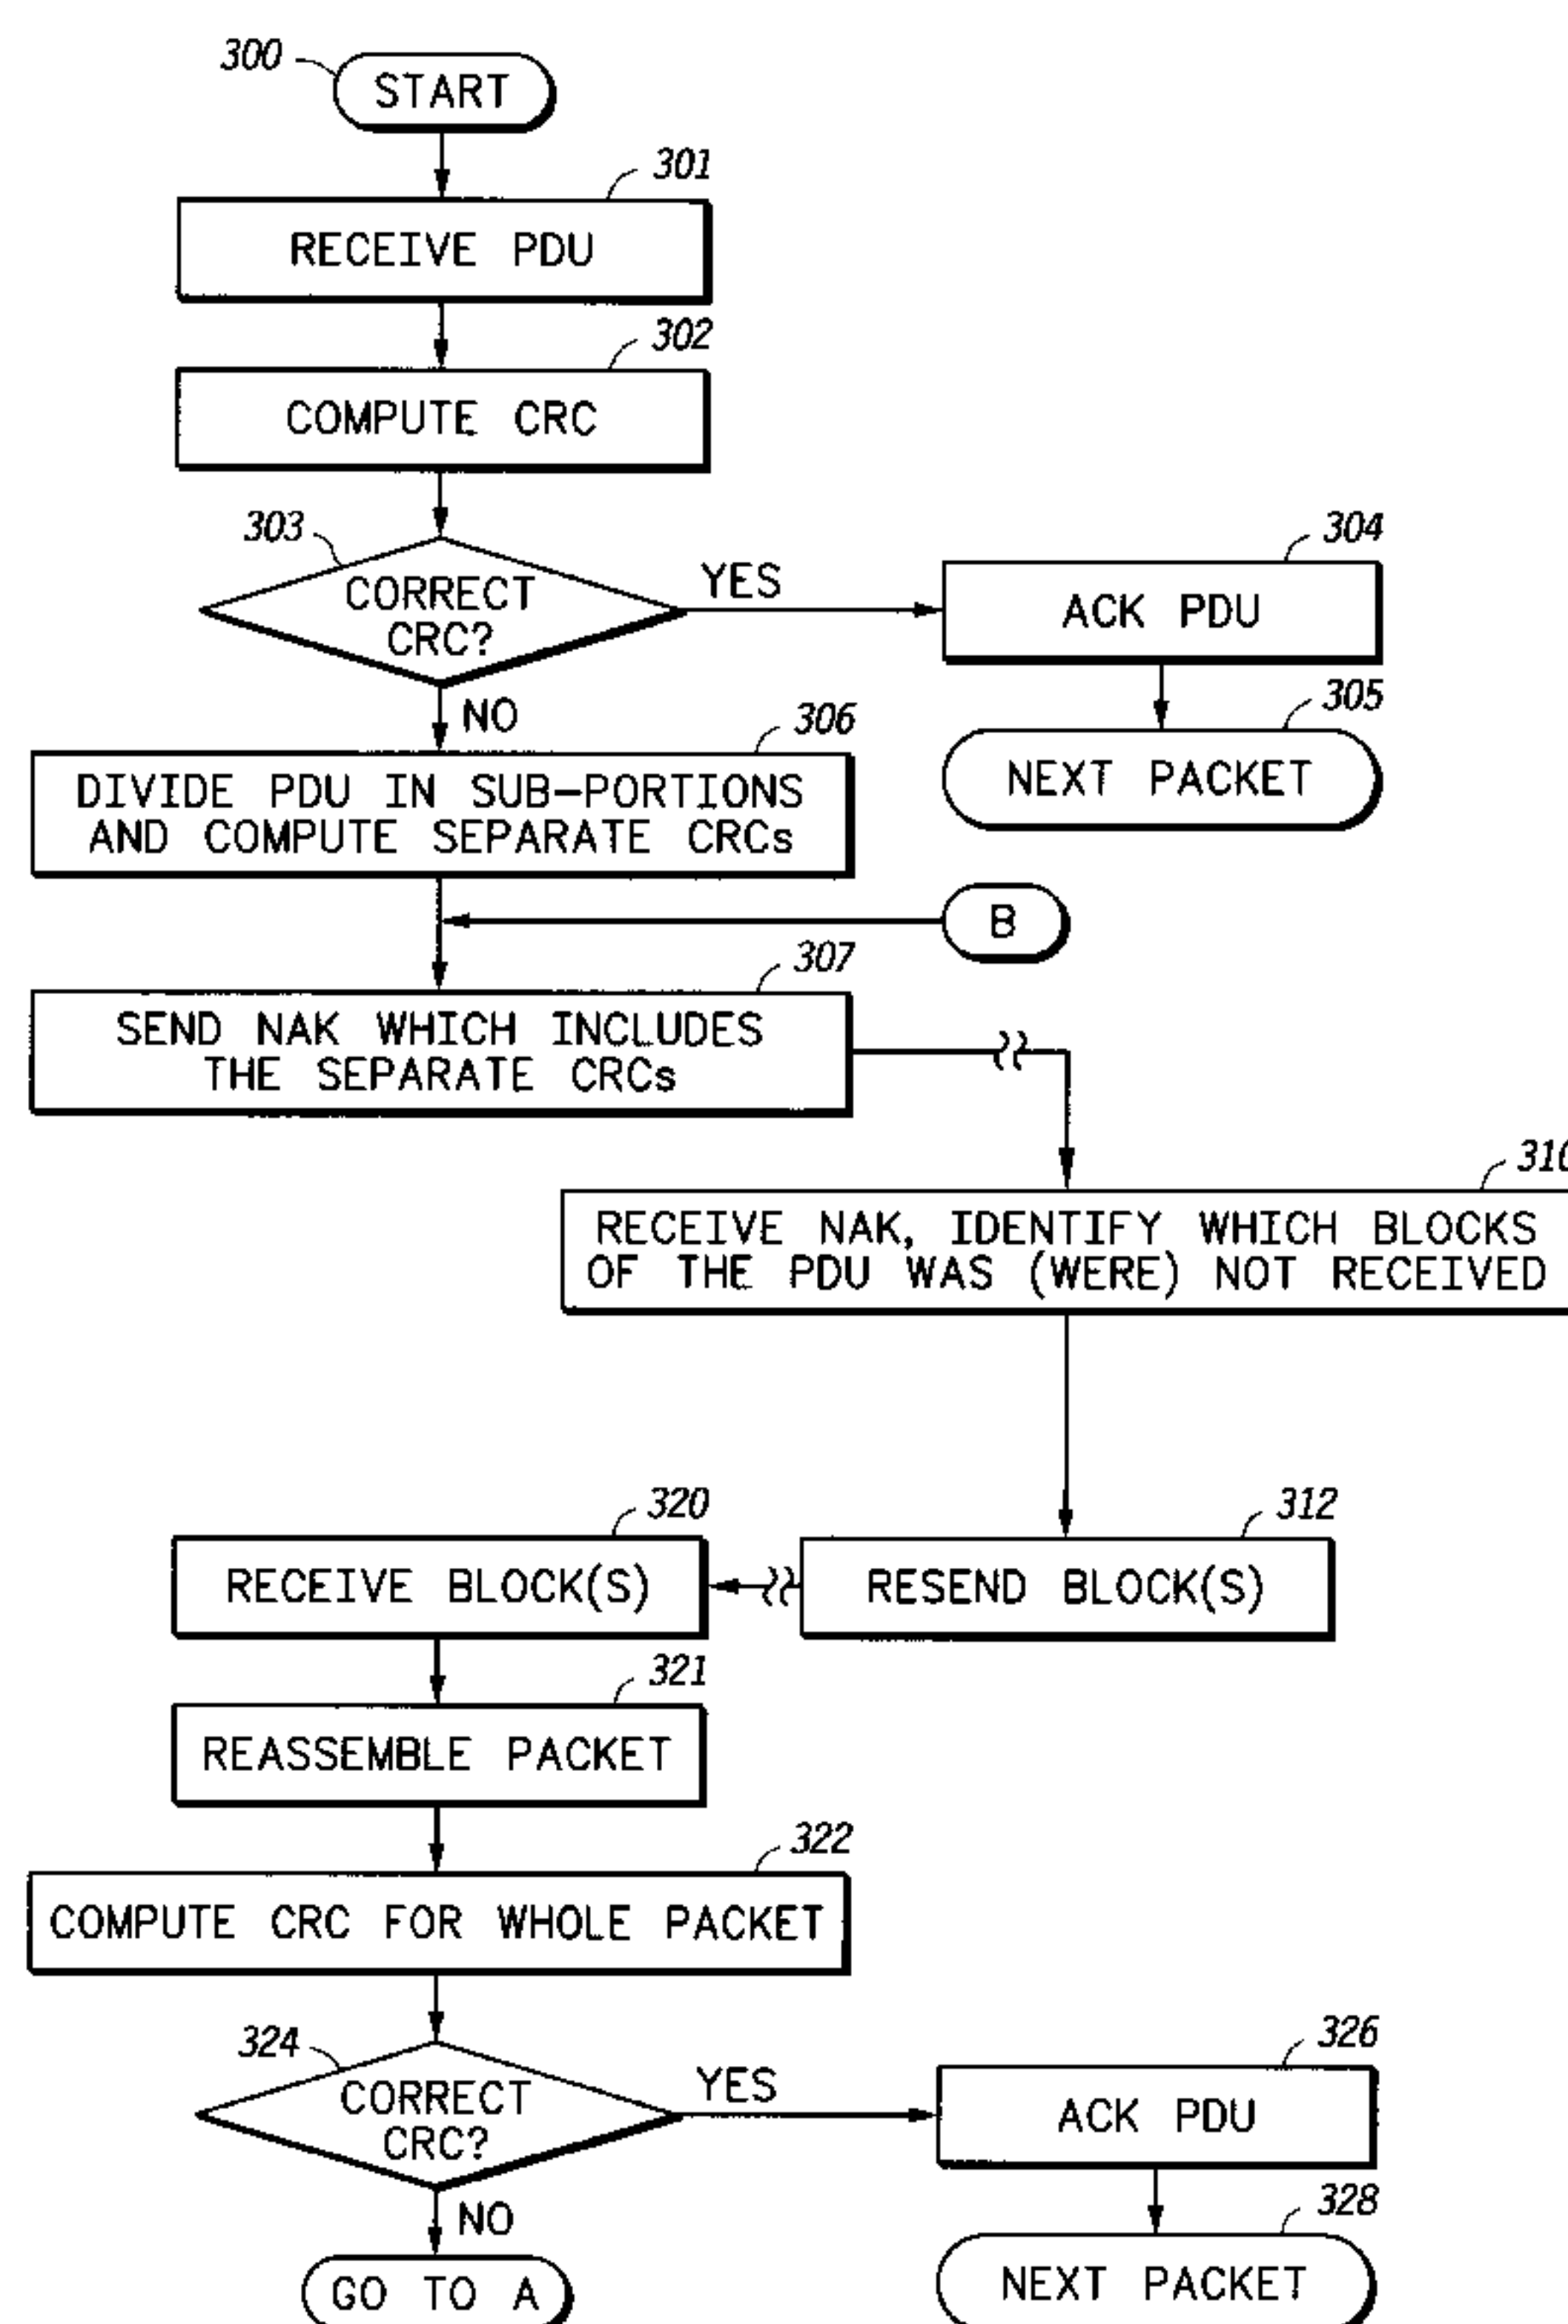 300
START
301
RECEIVE PDU
302
COMPUTE CRC
303
CORRECT
CRC?
YES
304
ACK PDU
NO
305
NEXT PACKET
306
DIVIDE PDU IN SUB-PORTIONS
AND COMPUTE SEPARATE CRCs
B
307
SEND NAK WHICH INCLUDES
THE SEPARATE CRCs
310
RECEIVE NAK, IDENTIFY WHICH BLOCKS
OF THE PDU WAS (WERE) NOT RECEIVED
320
RECEIVE BLOCK(S)
312
RESEND BLOCK(S)
321
REASSEMBLE PACKET
322
COMPUTE CRC FOR WHOLE PACKET
324
CORRECT
CRC?
YES
326
ACK PDU
NO
328
NEXT PACKET
GO TO A